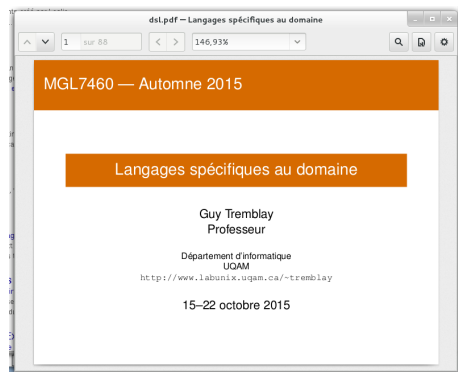 dsl.pdf — Langages spécifiques au domaine
1 sur 88 146,93%
MGL7460 — Automne 2015
Langages spécifiques au domaine
Guy Tremblay
Professeur
Département d'informatique
UQAM
http://www.labunix.uqam.ca/~tremblay
15–22 octobre 2015